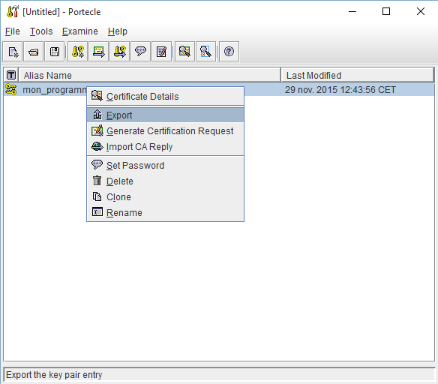 [Untitled] - Portecle
File Tools Examine Help
T Alias Name Last Modified
29 nov. 2015 12:43:56 CET
Certificate Details
Export
Generate Certification Request
Import CA Reply
Set Password
Delete
Clone
Rename
Export the key pair entry